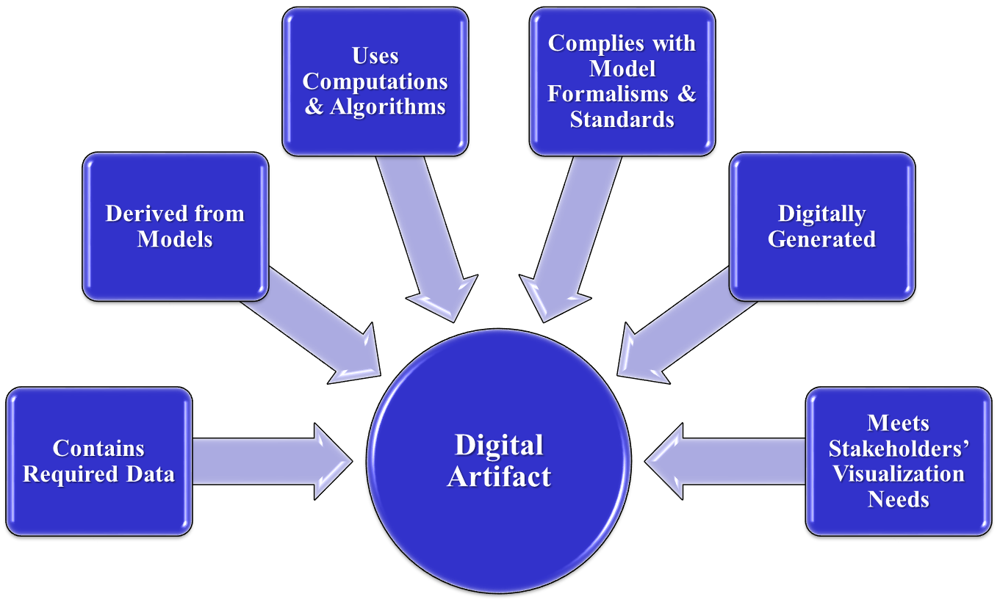 Uses
Computations
& Algorithms
Complies with
Model
Formalisms &
Standards
Derived from
Models
Digitally
Generated
Contains
Required Data
Digital
Artifact
Meets
Stakeholders’
Visualization
Needs